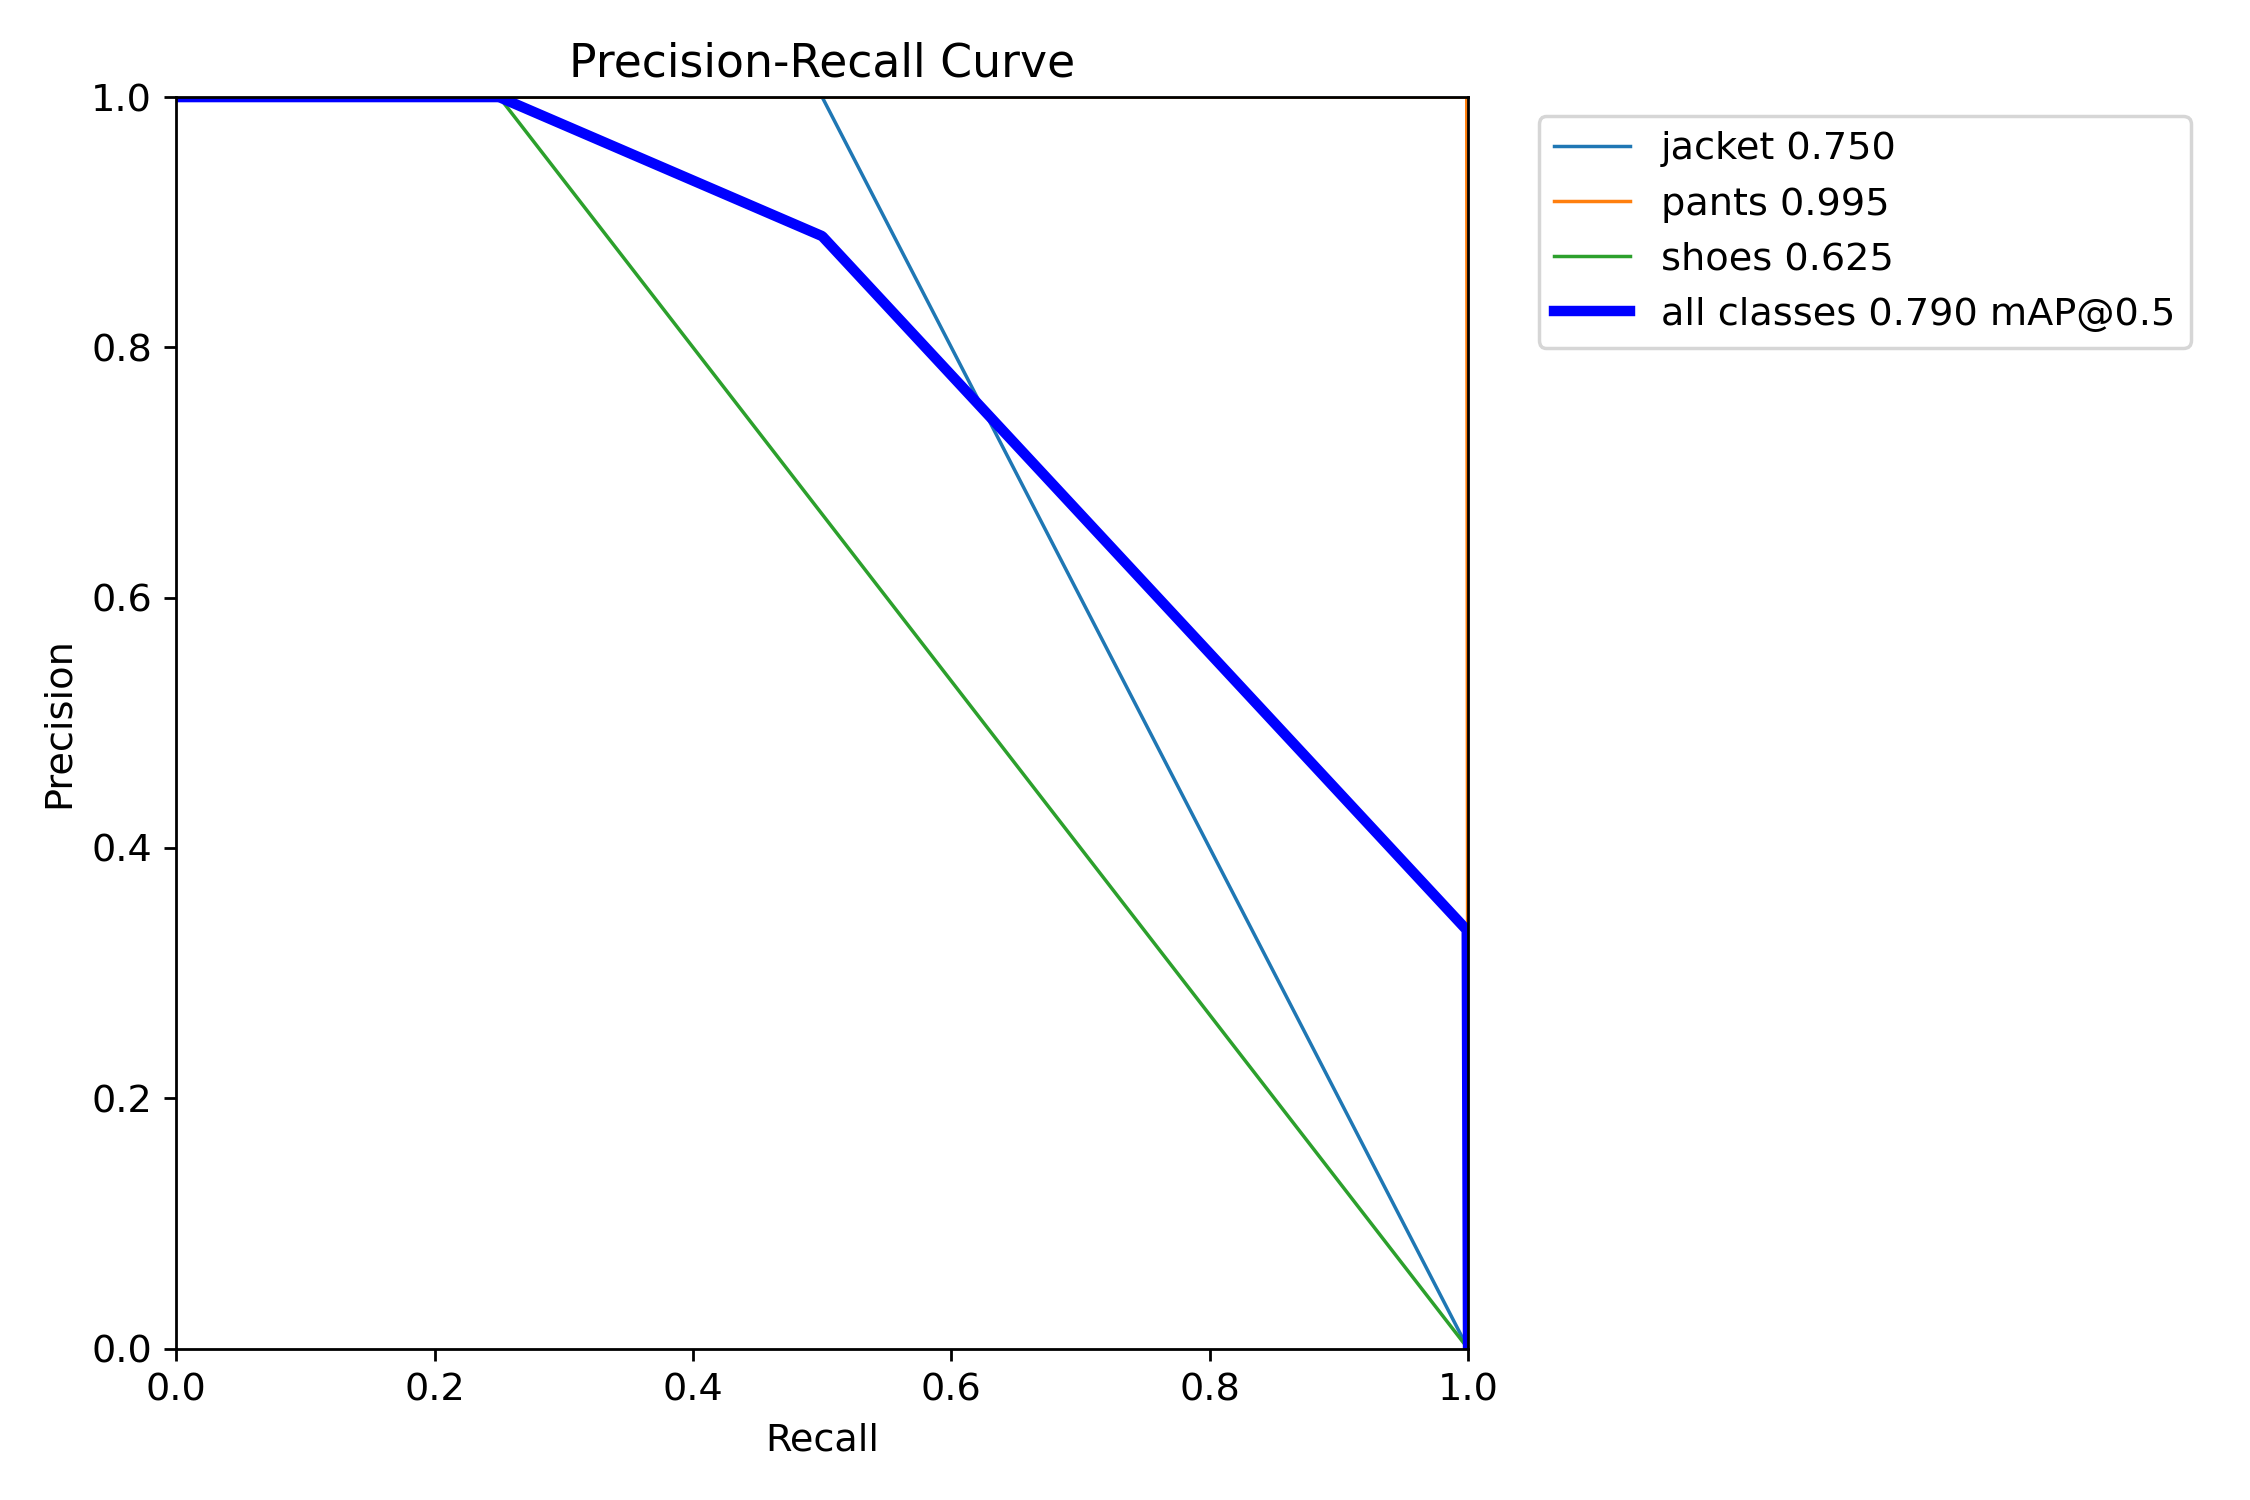 Precision-Recall Curve
1.0
0.8
0.6
0.4
0.2
0.0
Precision
0.0 0.2 0.4 0.6 0.8 1.0
Recall
jacket 0.750
pants 0.995
shoes 0.625
all classes 0.790 mAP@0.5